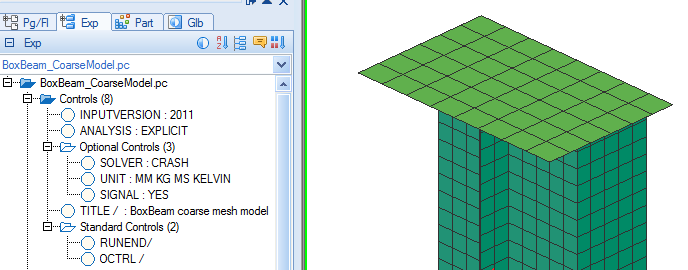 Pg/Fl Exp Part Glb
Exp
BoxBeam_CoarseModel.pc
BoxBeam_CoarseModel.pc
Controls (8)
INPUTVERSION : 2011
ANALYSIS : EXPLICIT
Optional Controls (3)
SOLVER : CRASH
UNIT : MM KG MS KELVIN
SIGNAL : YES
TITLE / : BoxBeam coarse mesh model
Standard Controls (2)
RUNEND/
OCTRL /